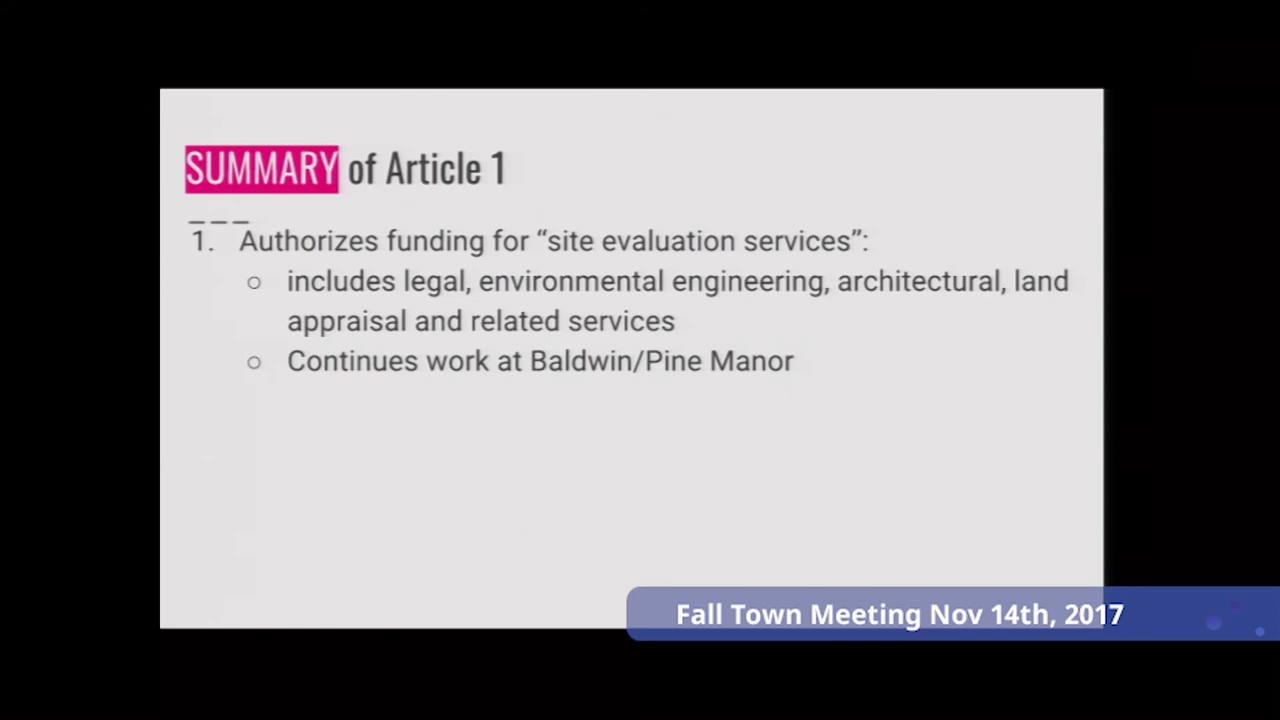 SUMMARY of Article 1
1. Authorizes funding for “site evaluation services”:
○ includes legal, environmental engineering, architectural, land
appraisal and related services
○ Continues work at Baldwin/Pine Manor
Fall Town Meeting Nov 14th, 2017